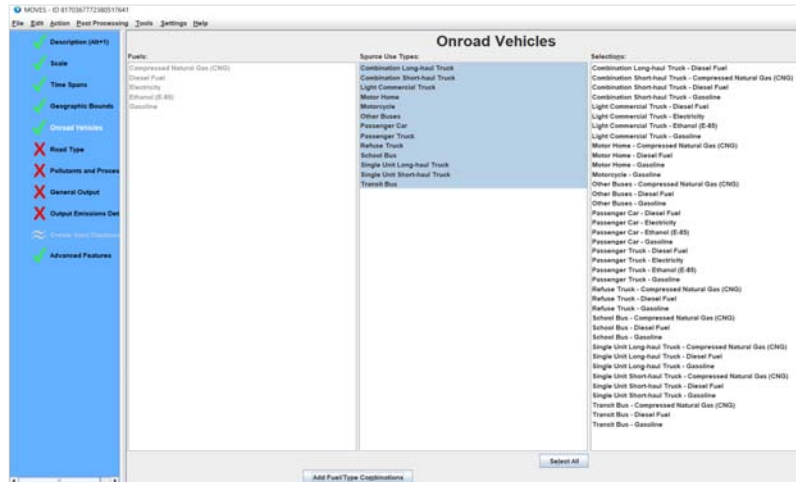 MOVES - ID 8170367772380517641
File Edit Action Post Processing Tools Settings Help
Description (Alt+1)
Scale
Time Spans
Geographic Bounds
Onroad Vehicles
Road Type
Pollutants and Proces
General Output
Output Emissions Det
Advanced Features
Onroad Vehicles
Fuels:
Compressed Natural Gas (CNG)
Diesel Fuel
Electricity
Ethanol (E-85)
Gasoline
Source Use Types:
Combination Long-haul Truck
Combination Short-haul Truck
Light Commercial Truck
Motor Home
Motorcycle
Other Buses
Passenger Car
Passenger Truck
Refuse Truck
School Bus
Single Unit Long-haul Truck
Single Unit Short-haul Truck
Transit Bus
Selections:
Combination Long-haul Truck - Diesel Fuel
Combination Short-haul Truck - Compressed Natural Gas (CNG)
Combination Short-haul Truck - Diesel Fuel
Combination Short-haul Truck - Gasoline
Light Commercial Truck - Diesel Fuel
Light Commercial Truck - Electricity
Light Commercial Truck - Ethanol (E-85)
Light Commercial Truck - Gasoline
Motor Home - Compressed Natural Gas (CNG)
Motor Home - Diesel Fuel
Motor Home - Gasoline
Motorcycle - Gasoline
Other Buses - Compressed Natural Gas (CNG)
Other Buses - Diesel Fuel
Other Buses - Gasoline
Passenger Car - Diesel Fuel
Passenger Car - Electricity
Passenger Car - Ethanol (E-85)
Passenger Car - Gasoline
Passenger Truck - Diesel Fuel
Passenger Truck - Electricity
Passenger Truck - Ethanol (E-85)
Passenger Truck - Gasoline
Refuse Truck - Compressed Natural Gas (CNG)
Refuse Truck - Diesel Fuel
Refuse Truck - Gasoline
School Bus - Compressed Natural Gas (CNG)
School Bus - Diesel Fuel
School Bus - Gasoline
Single Unit Long-haul Truck - Compressed Natural Gas (CNG)
Single Unit Long-haul Truck - Diesel Fuel
Single Unit Long-haul Truck - Gasoline
Single Unit Short-haul Truck - Compressed Natural Gas (CNG)
Single Unit Short-haul Truck - Diesel Fuel
Single Unit Short-haul Truck - Gasoline
Transit Bus - Compressed Natural Gas (CNG)
Transit Bus - Diesel Fuel
Transit Bus - Gasoline
Select All
Add Fuel/Type Combinations